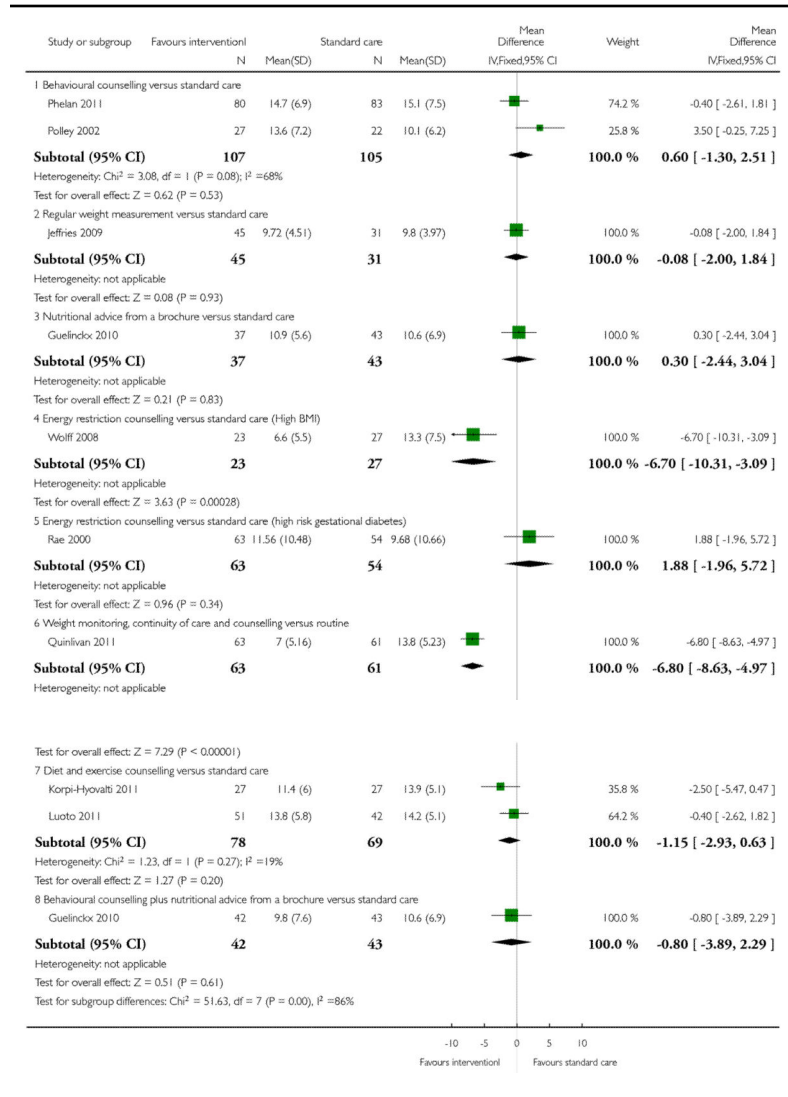 Mean Mean
Study or subgroup Favours interventionl Standard care Difference Weight Difference
N Mean(SD) N Mean(SD) IV,Fixed,95% CI IV,Fixed,95% CI
1 Behavioural counselling versus standard care
Phelan 2011 80 14.7 (6.9) 83 15.1 (7.5) 74.2 % -0.40 [ -2.61, 1.81 ]
Polley 2002 27 13.6 (7.2) 22 10.1 (6.2) 25.8 % 3.50 [ -0.25, 7.25 ]
Subtotal (95% CI) 107 105 100.0 % 0.60 [ -1.30, 2.51 ]
Heterogeneity: Chi² = 3.08, df = 1 (P = 0.08); I² =68%
Test for overall effect: Z = 0.62 (P = 0.53)
2 Regular weight measurement versus standard care
Jeffries 2009 45 9.72 (4.51) 31 9.8 (3.97) 100.0 % -0.08 [ -2.00, 1.84 ]
Subtotal (95% CI) 45 31 100.0 % -0.08 [ -2.00, 1.84 ]
Heterogeneity: not applicable
Test for overall effect: Z = 0.08 (P = 0.93)
3 Nutritional advice from a brochure versus standard care
Guelinckx 2010 37 10.9 (5.6) 43 10.6 (6.9) 100.0 % 0.30 [ -2.44, 3.04 ]
Subtotal (95% CI) 37 43 100.0 % 0.30 [ -2.44, 3.04 ]
Heterogeneity: not applicable
Test for overall effect: Z = 0.21 (P = 0.83)
4 Energy restriction counselling versus standard care (High BMI)
Wolff 2008 23 6.6 (5.5) 27 13.3 (7.5) 100.0 % -6.70 [ -10.31, -3.09 ]
Subtotal (95% CI) 23 27 100.0 % -6.70 [ -10.31, -3.09 ]
Heterogeneity: not applicable
Test for overall effect: Z = 3.63 (P = 0.00028)
5 Energy restriction counselling versus standard care (high risk gestational diabetes)
Rae 2000 63 11.56 (10.48) 54 9.68 (10.66) 100.0 % 1.88 [ -1.96, 5.72 ]
Subtotal (95% CI) 63 54 100.0 % 1.88 [ -1.96, 5.72 ]
Heterogeneity: not applicable
Test for overall effect: Z = 0.96 (P = 0.34)
6 Weight monitoring, continuity of care and counselling versus routine
Quinlivan 2011 63 7 (5.16) 61 13.8 (5.23) 100.0 % -6.80 [ -8.63, -4.97 ]
Subtotal (95% CI) 63 61 100.0 % -6.80 [ -8.63, -4.97 ]
Heterogeneity: not applicable
Test for overall effect: Z = 7.29 (P < 0.00001)
7 Diet and exercise counselling versus standard care
Korpi-Hyovalti 2011 27 11.4 (6) 27 13.9 (5.1) 35.8 % -2.50 [ -5.47, 0.47 ]
Luoto 2011 51 13.8 (5.8) 42 14.2 (5.1) 64.2 % -0.40 [ -2.62, 1.82 ]
Subtotal (95% CI) 78 69 100.0 % -1.15 [ -2.93, 0.63 ]
Heterogeneity: Chi² = 1.23, df = 1 (P = 0.27); I² =19%
Test for overall effect: Z = 1.27 (P = 0.20)
8 Behavioural counselling plus nutritional advice from a brochure versus standard care
Guelinckx 2010 42 9.8 (7.6) 43 10.6 (6.9) 100.0 % -0.80 [ -3.89, 2.29 ]
Subtotal (95% CI) 42 43 100.0 % -0.80 [ -3.89, 2.29 ]
Heterogeneity: not applicable
Test for overall effect: Z = 0.51 (P = 0.61)
Test for subgroup differences: Chi² = 51.63, df = 7 (P = 0.00), I² =86%
-10 -5 0 5 10
Favours interventionl Favours standard care